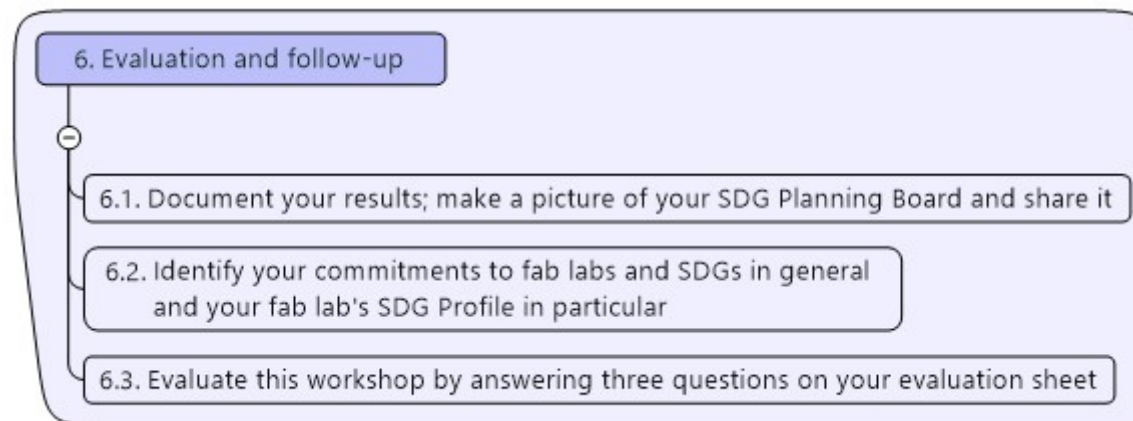 6. Evaluation and follow-up
6.1. Document your results; make a picture of your SDG Planning Board and share it
6.2. Identify your commitments to fab labs and SDGs in general
and your fab lab's SDG Profile in particular
6.3. Evaluate this workshop by answering three questions on your evaluation sheet